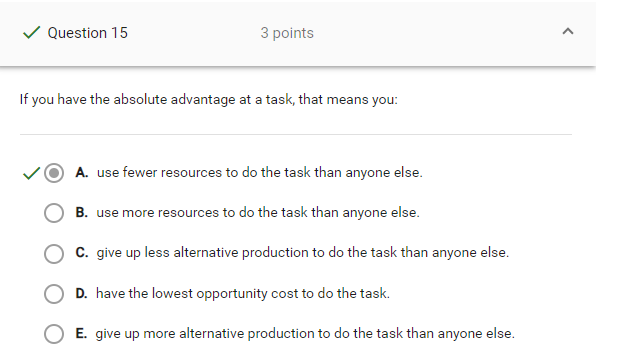 Question 15 3 points
If you have the absolute advantage at a task, that means you:
A. use fewer resources to do the task than anyone else.
B. use more resources to do the task than anyone else.
C. give up less alternative production to do the task than anyone else.
D. have the lowest opportunity cost to do the task.
E. give up more alternative production to do the task than anyone else.